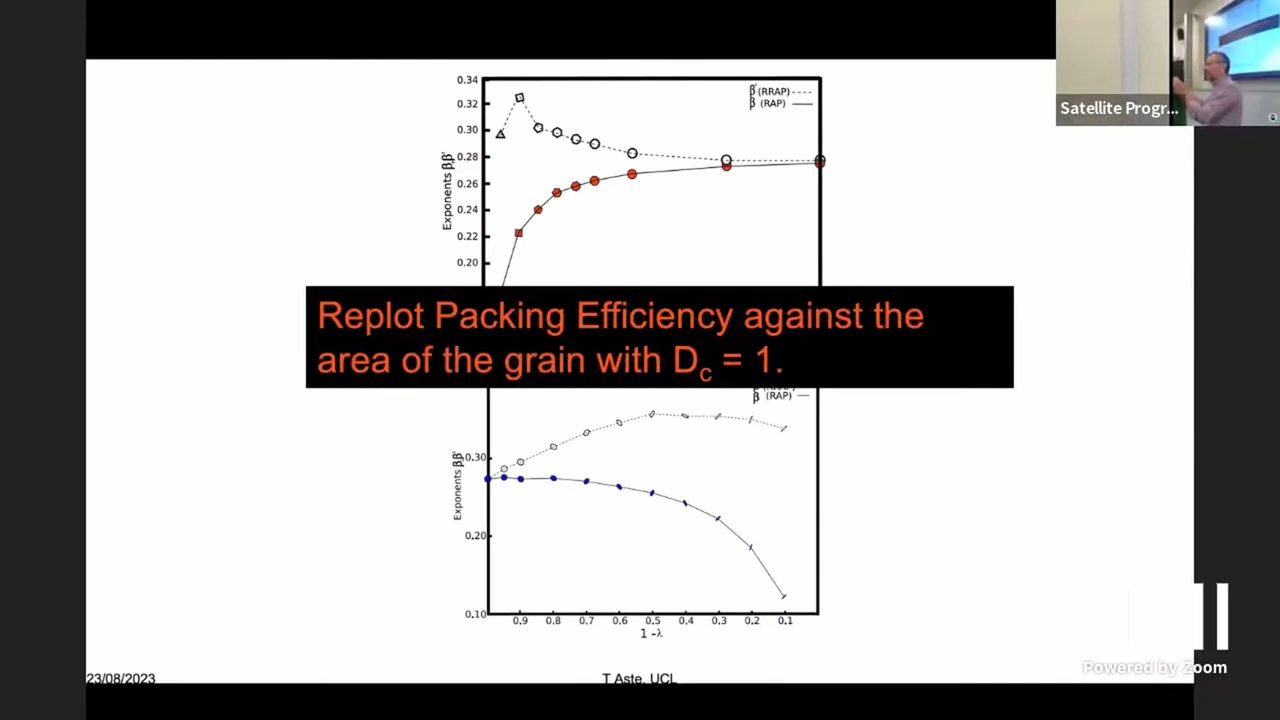 Satellite Progr...
0.34
0.32
0.30
0.28
0.26
0.24
0.22
0.20
Exponents β,β'
β'(RRAP)
β (RAP)
Replot Packing Efficiency against the
area of the grain with Dc = 1.
β (RAP)
0.30
0.20
0.10
Exponents β,β'
0.9 0.8 0.7 0.6 0.5 0.4 0.3 0.2 0.1
1 -λ
Powered by Zoom
23/08/2023
T Aste, UCL